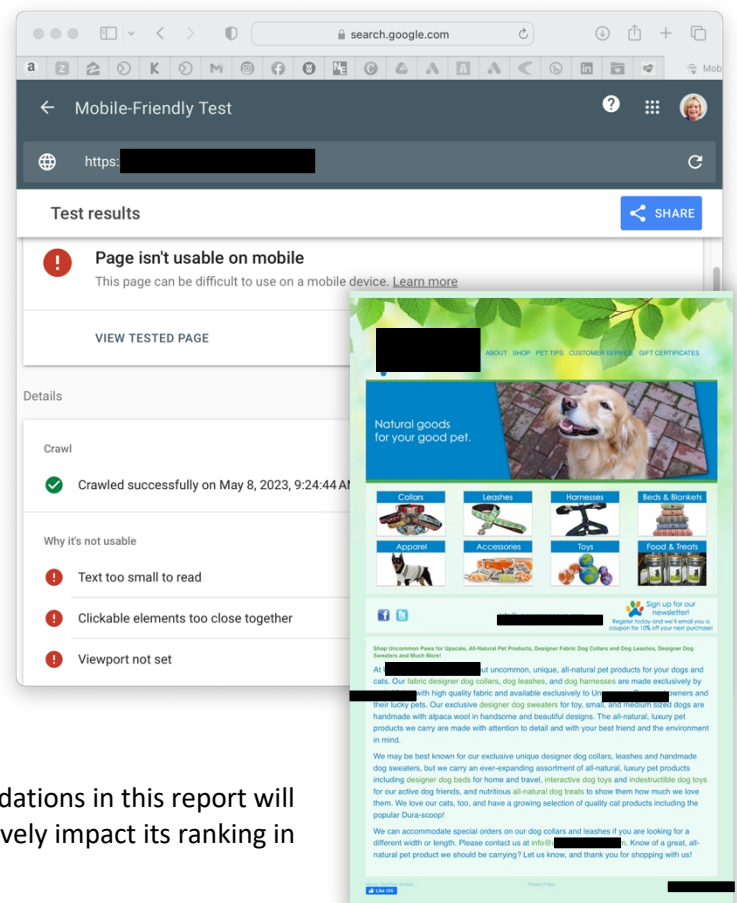 search.google.com
Mob
Mobile-Friendly Test
https:
Test results
SHARE
Page isn't usable on mobile
This page can be difficult to use on a mobile device. Learn more
VIEW TESTED PAGE
Details
Crawl
Crawled successfully on May 8, 2023, 9:24:44 AM
Why it's not usable
Text too small to read
Clickable elements too close together
Viewport not set
ABOUT SHOP PET TIPS CUSTOMER SERVICE GIFT CERTIFICATES
Natural goods
for your good pet.
Collars
Leashes
Harnesses
Beds & Blankets
Apparel
Accessories
Toys
Food & Treats
Sign up for our
newsletter!
Register today and we'll email you a
coupon for 10% off your next purchase!
Shop Uncommon Paws for Upscale, All-Natural Pet Products, Designer Fabric Dog Collars and Dog Leashes, Designer Dog
Sweaters and Much More!
At ut uncommon, unique, all-natural pet products for your dogs and
cats. Our fabric designer dog collars, dog leashes, and dog harnesses are made exclusively by
with high quality fabric and available exclusively to Un owners and
their lucky pets. Our exclusive designer dog sweaters for toy, small, and medium sized dogs are
handmade with alpaca wool in handsome and beautiful designs. The all-natural, luxury pet
products we carry are made with attention to detail and with your best friend and the environment
in mind.
We may be best known for our exclusive unique designer dog collars, leashes and handmade
dog sweaters, but we carry an ever-expanding assortment of all-natural, luxury pet products
including designer dog beds for home and travel, interactive dog toys and indestructible dog toys
for our active dog friends, and nutritious all-natural dog treats to show them how much we love
them. We love our cats, too, and have a growing selection of quality cat products including the
popular Dura-scoop!
We can accommodate special orders on our dog collars and leashes if you are looking for a
different width or length. Please contact us at info@ m. Know of a great, all-
natural pet product we should be carrying? Let us know, and thank you for shopping with us!
Privacy Policy
Like
dations in this report will
vely impact its ranking in